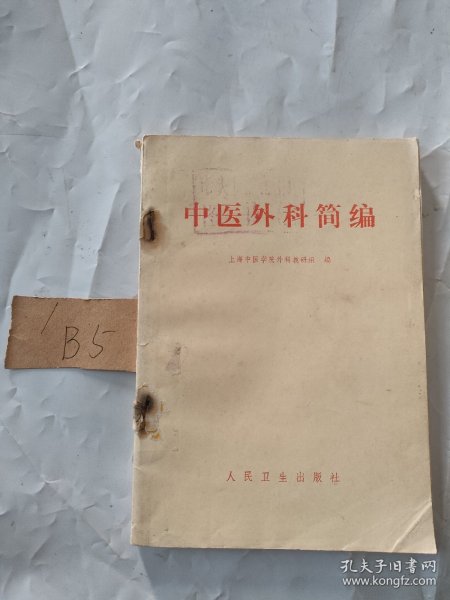 中医外科简编
上海中医学院外科教研组 编
B5
人民卫生出版社
孔夫子旧书网
www.kongfz.com